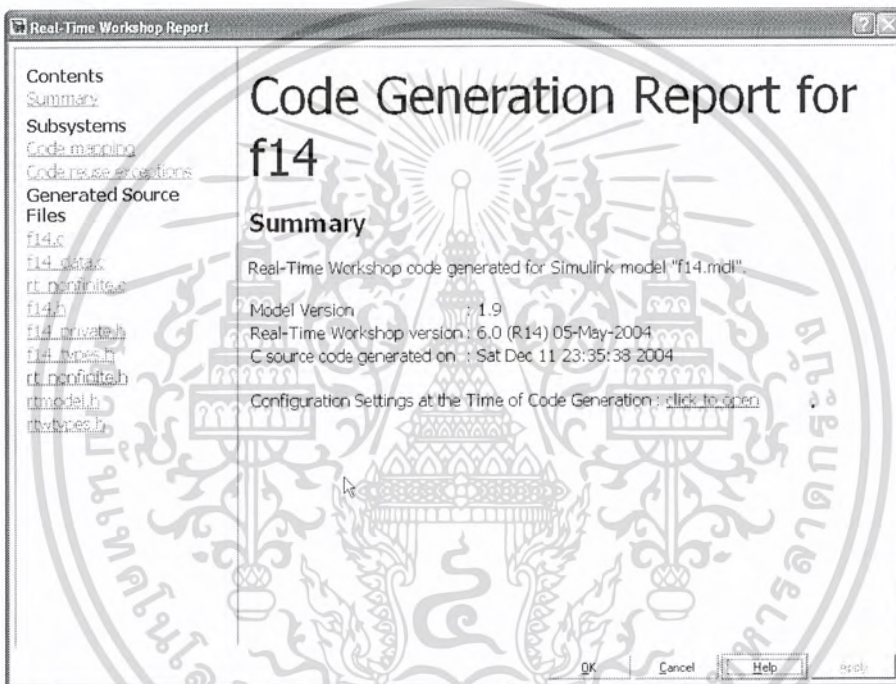 Real-Time Workshop Report
Contents
Summary
Subsystems
Code mapping
Code reuse exceptions
Generated Source
Files
f14.c
f14_data.c
rt_nonfinite.c
f14.h
f14_private.h
f14_types.h
rt_nonfinite.h
rtmodel.h
rtwtypes.h
Code Generation Report for
f14
Summary
Real-Time Workshop code generated for Simulink model "f14.mdl".
Model Version : 1.9
Real-Time Workshop version : 6.0 (R14) 05-May-2004
C source code generated on : Sat Dec 11 23:35:38 2004
Configuration Settings at the Time of Code Generation : click to open
OK Cancel Help Apply